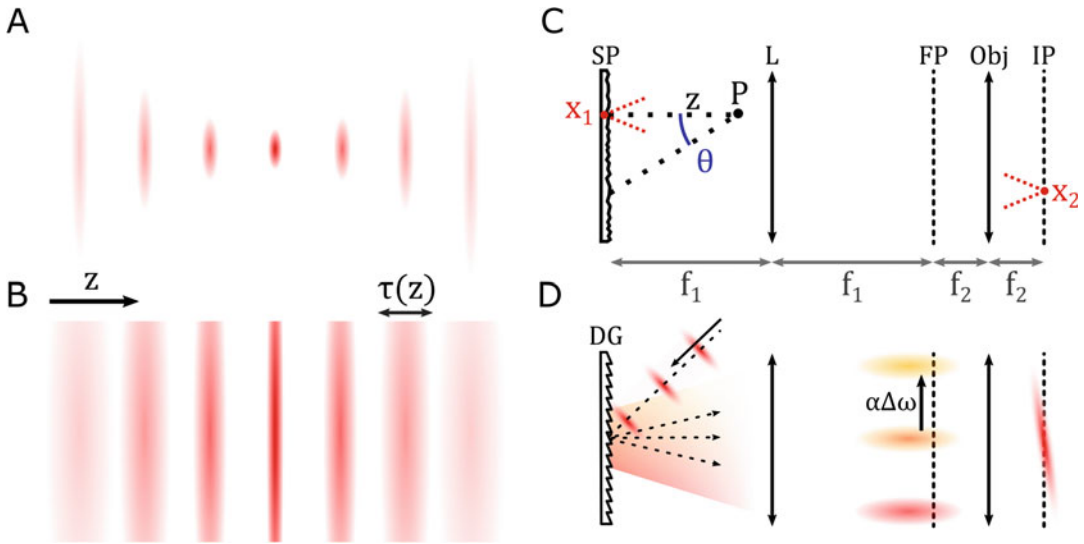 A
B
z
τ(z)
C
SP
L
FP
Obj
IP
x₁
z
P
θ
x₂
f₁
f₁
f₂
f₂
D
DG
αΔω